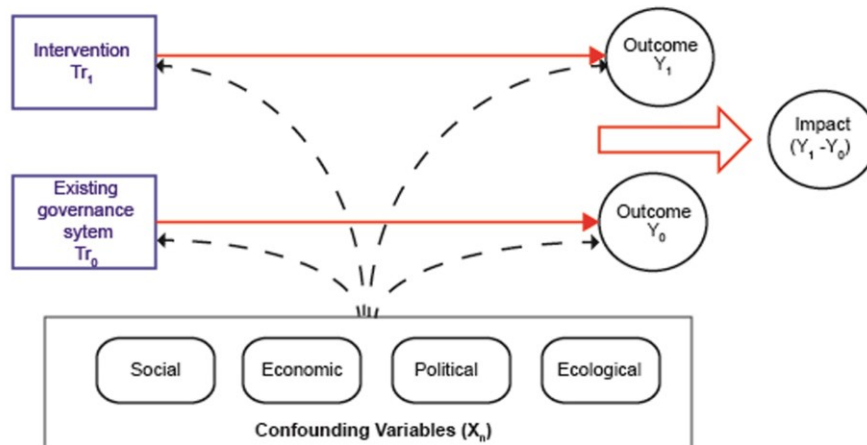 Intervention
Tr₁
Outcome
Y₁
Impact
(Y₁ -Y₀)
Existing
governance
sytem
Tr₀
Outcome
Y₀
Social
Economic
Political
Ecological
Confounding Variables (Xₙ)